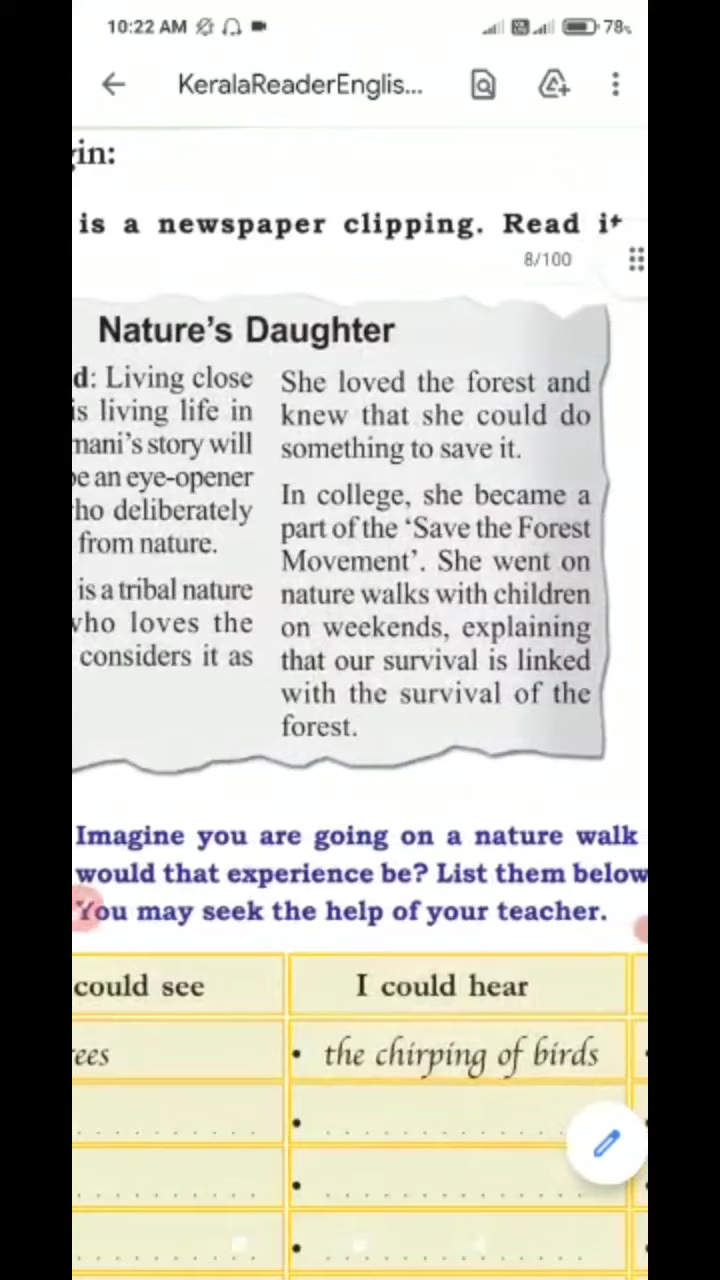 10:22 AM
78%
KeralaReaderEnglis...
gin:
is a newspaper clipping. Read it
8/100
Nature's Daughter
d: Living close
is living life in
mani's story will
be an eye-opener
ho deliberately
from nature.
is a tribal nature
who loves the
considers it as
She loved the forest and
knew that she could do
something to save it.
In college, she became a
part of the ‘Save the Forest
Movement’. She went on
nature walks with children
on weekends, explaining
that our survival is linked
with the survival of the
forest.
Imagine you are going on a nature walk
would that experience be? List them below
You may seek the help of your teacher.
could see
I could hear
rees
• the chirping of birds